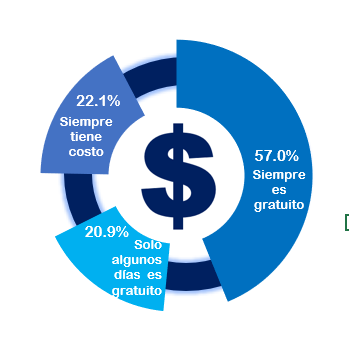 22.1%
Siempre
tiene
costo
57.0%
Siempre
es
gratuito
20.9%
Solo
algunos
días es
gratuito
$